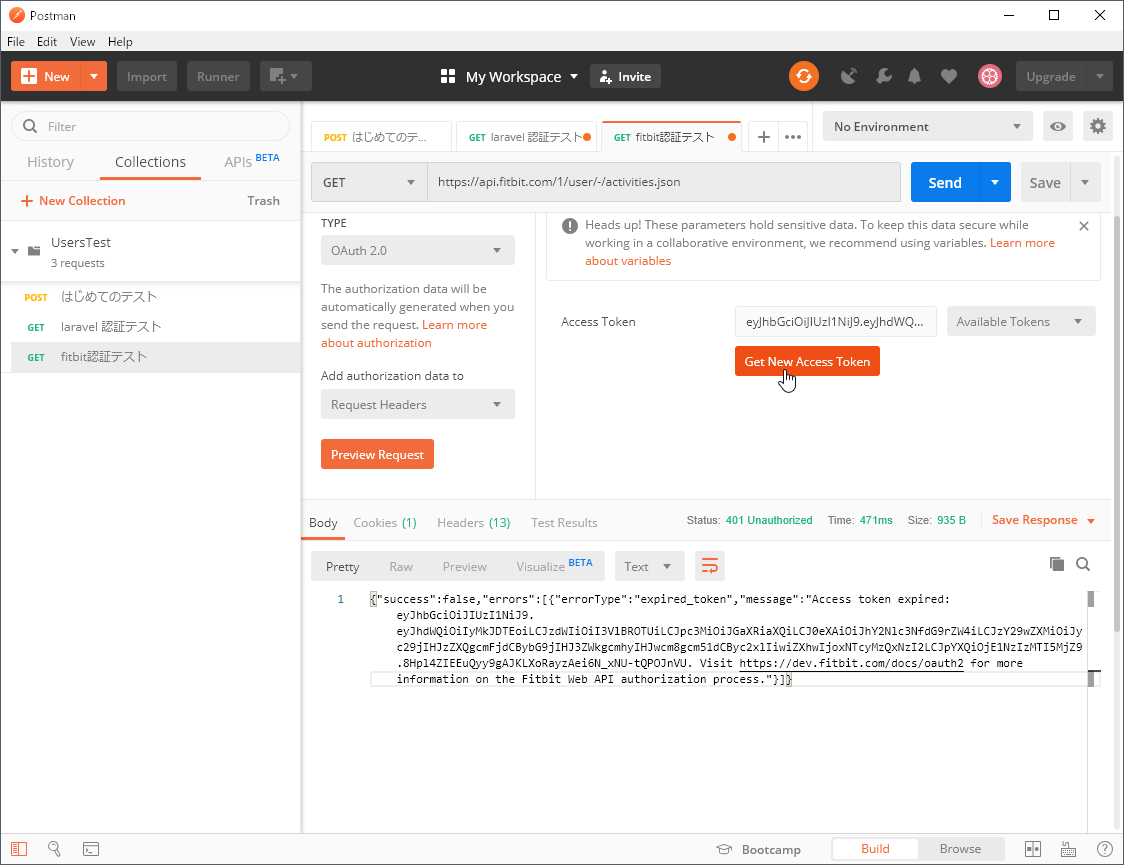 Postman
File Edit View Help
New Import Runner My Workspace Invite Upgrade
Filter
History Collections APIs BETA
New Collection Trash
UsersTest
3 requests
POST はじめてのテスト
GET laravel 認証テスト
GET fitbit認証テスト
POST はじめてのテ... GET laravel 認証テスト GET fitbit認証テスト No Environment
GET https://api.fitbit.com/1/user/-/activities.json Send Save
TYPE
OAuth 2.0
The authorization data will be
automatically generated when you
send the request. Learn more
about authorization
Add authorization data to
Request Headers
Preview Request
Heads up! These parameters hold sensitive data. To keep this data secure while
working in a collaborative environment, we recommend using variables. Learn more
about variables
Access Token eyJhbGciOiJIUzI1NiJ9.eyJhdWQ... Available Tokens
Get New Access Token
Body Cookies (1) Headers (13) Test Results Status: 401 Unauthorized Time: 471ms Size: 935 B Save Response
Pretty Raw Preview Visualize BETA Text
1 {"success":false,"errors":[{"errorType":"expired_token","message":"Access token expired:
eyJhbGciOiJIUzI1NiJ9.
eyJhdWQiOiIyMkJDTEoiLCJzdWIiOiI3VlBROTUiLCJpc3MiOiJGaXRiaXQiLCJ0eXAiOiJhY2Nlc3NfdG9rZW4iLCJzY29wZXMiOiJy
c29jIHJzZXQgcmFjdCBybG9jIHJ3ZWkgcmhyIHJwcm8gcm51dCByc2xlIiwiZXhwIjoxNTcyMzQxNzI2LCJpYXQiOjE1NzIzMTI5MjZ9
.8Hpl4ZIEEuQyy9gAJKLXoRayzAei6N_xNU-tQPOJnVU. Visit https://dev.fitbit.com/docs/oauth2 for more
information on the Fitbit Web API authorization process."}]}
Bootcamp Build Browse